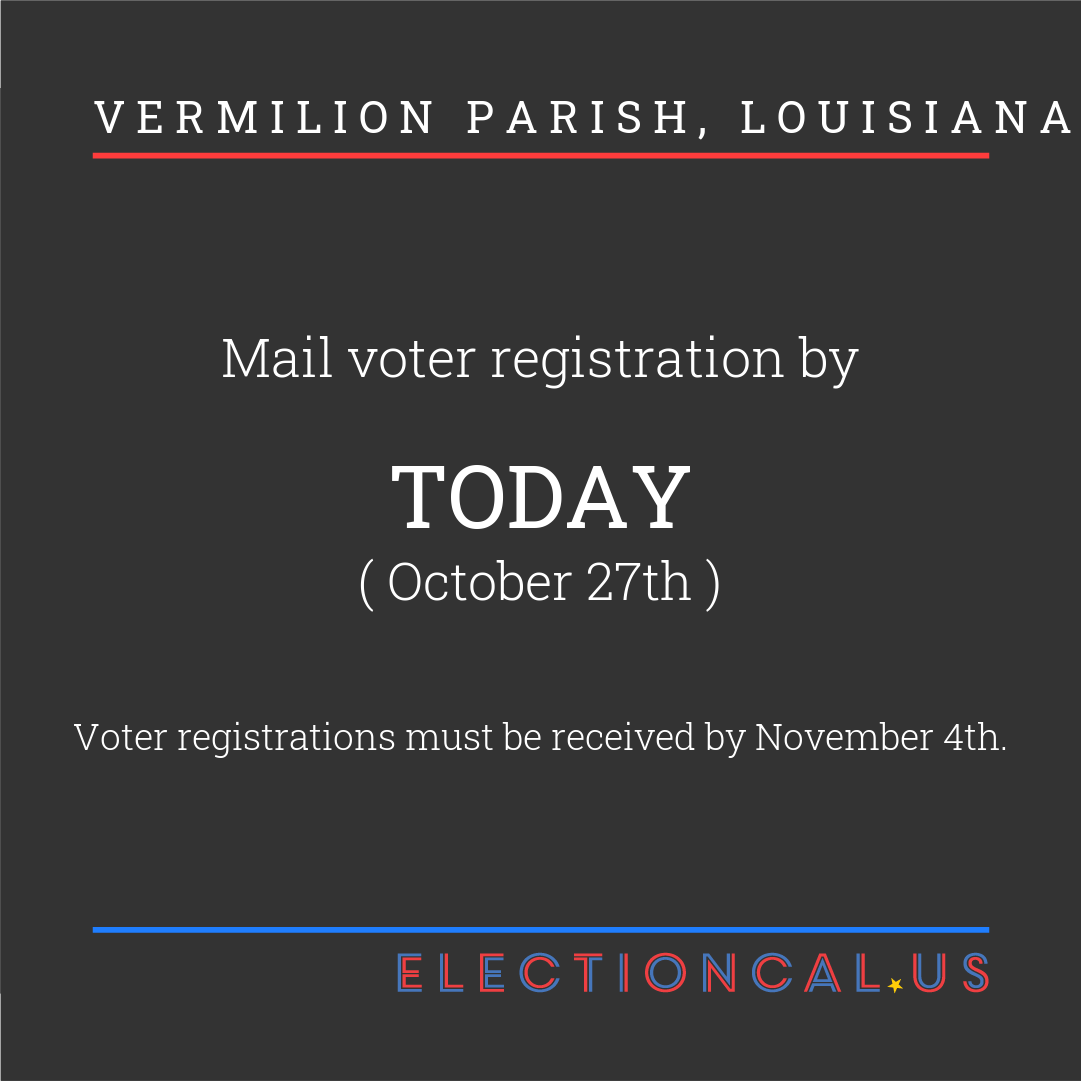 VERMILION PARISH, LOUISIANA
Mail voter registration by
TODAY
( October 27th )
Voter registrations must be received by November 4th.
ELECTIONCAL.US